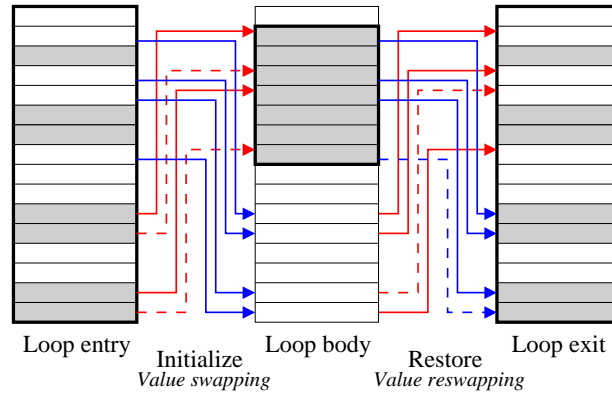 Loop entry
Initialize
Value swapping
Loop body
Restore
Value reswapping
Loop exit